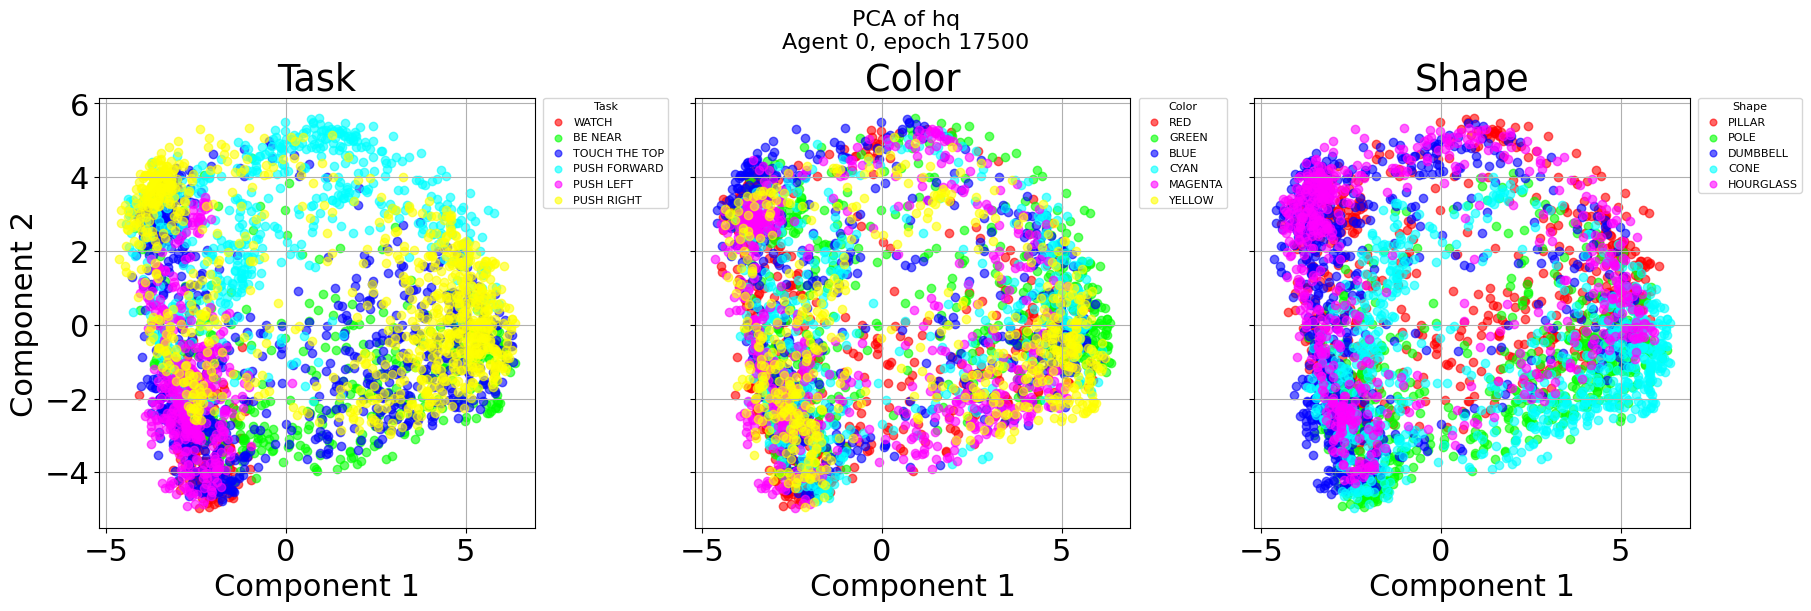 PCA of hq
Agent 0, epoch 17500
Task
Color
Shape
Component 2
6
4
2
0
−2
−4
−5
0
5
Component 1
Task
WATCH
BE NEAR
TOUCH THE TOP
PUSH FORWARD
PUSH LEFT
PUSH RIGHT
−5
0
5
Component 1
Color
RED
GREEN
BLUE
CYAN
MAGENTA
YELLOW
−5
0
5
Component 1
Shape
PILLAR
POLE
DUMBBELL
CONE
HOURGLASS